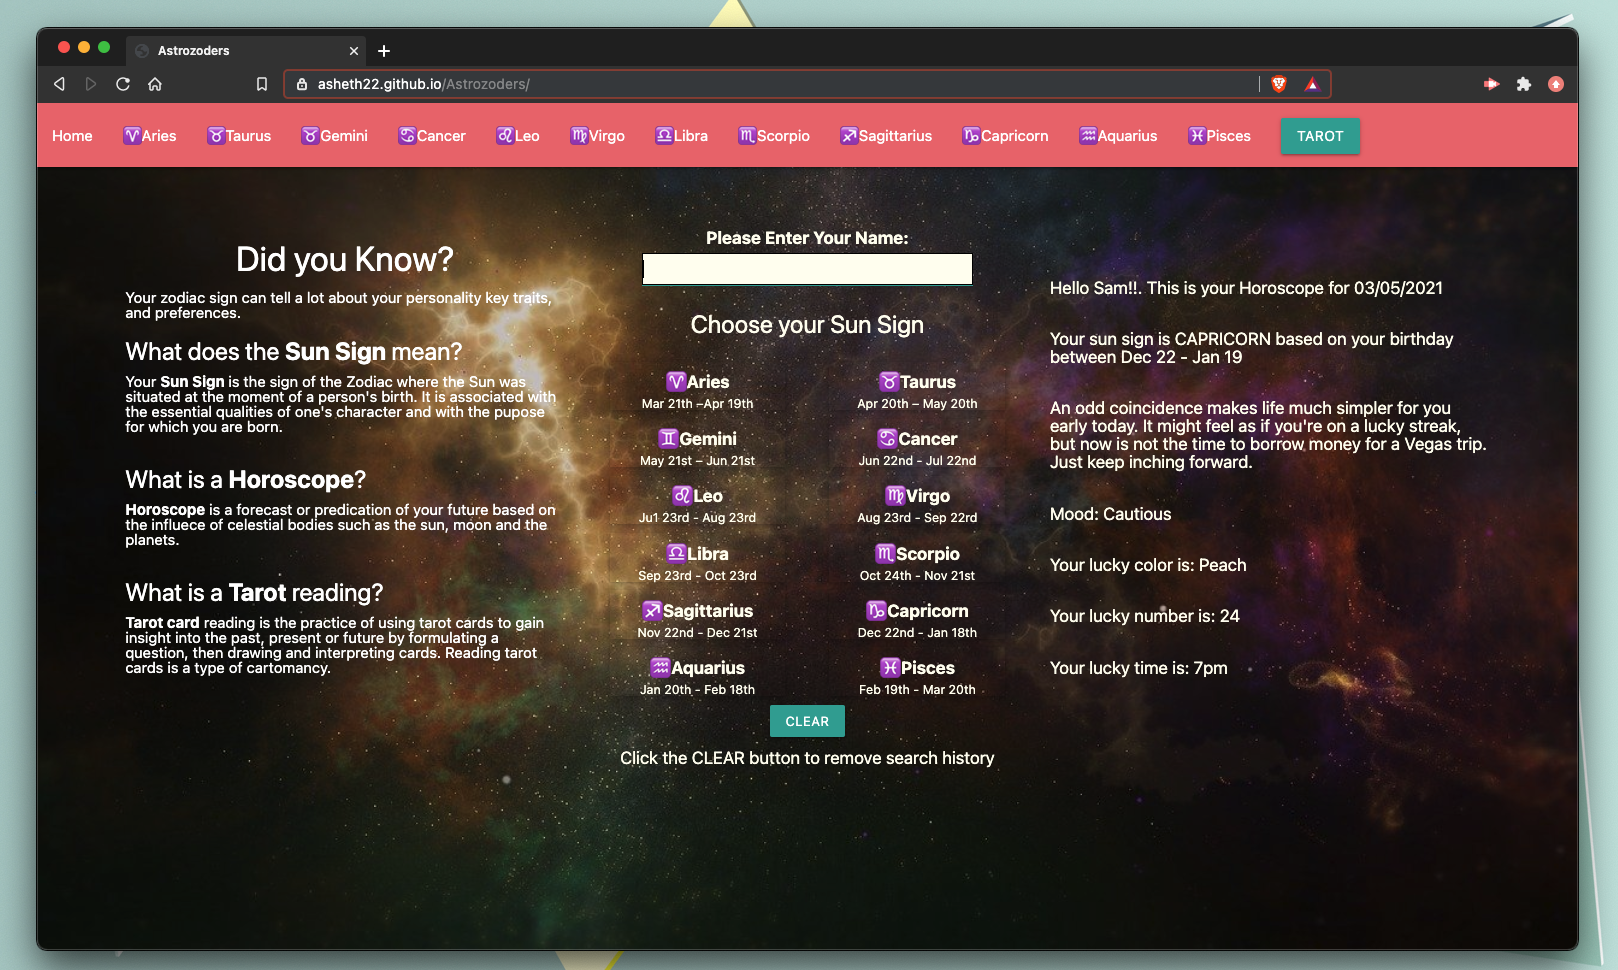 Astrozoders
asheth22.github.io/Astrozoders/
Home ♈Aries ♉Taurus ♉Gemini ♋Cancer ♌Leo ♍Virgo ♎Libra ♏Scorpio ♐Sagittarius ♑Capricorn ♒Aquarius ♓Pisces TAROT
Did you Know?
Your zodiac sign can tell a lot about your personality key traits,
and preferences.
What does the Sun Sign mean?
Your Sun Sign is the sign of the Zodiac where the Sun was
situated at the moment of a person's birth. It is associated with
the essential qualities of one's character and with the pupose
for which you are born.
What is a Horoscope?
Horoscope is a forecast or predication of your future based on
the influece of celestial bodies such as the sun, moon and the
planets.
What is a Tarot reading?
Tarot card reading is the practice of using tarot cards to gain
insight into the past, present or future by formulating a
question, then drawing and interpreting cards. Reading tarot
cards is a type of cartomancy.
Please Enter Your Name:
Choose your Sun Sign
♈Aries ♉Taurus
Mar 21th –Apr 19th Apr 20th – May 20th
♊Gemini ♋Cancer
May 21st – Jun 21st Jun 22nd - Jul 22nd
♌Leo ♍Virgo
Ju1 23rd - Aug 23rd Aug 23rd - Sep 22rd
♎Libra ♏Scorpio
Sep 23rd - Oct 23rd Oct 24th - Nov 21st
♐Sagittarius ♑Capricorn
Nov 22nd - Dec 21st Dec 22nd - Jan 18th
♒Aquarius ♓Pisces
Jan 20th - Feb 18th Feb 19th - Mar 20th
CLEAR
Click the CLEAR button to remove search history
Hello Sam!!. This is your Horoscope for 03/05/2021
Your sun sign is CAPRICORN based on your birthday
between Dec 22 - Jan 19
An odd coincidence makes life much simpler for you
early today. It might feel as if you're on a lucky streak,
but now is not the time to borrow money for a Vegas trip.
Just keep inching forward.
Mood: Cautious
Your lucky color is: Peach
Your lucky number is: 24
Your lucky time is: 7pm